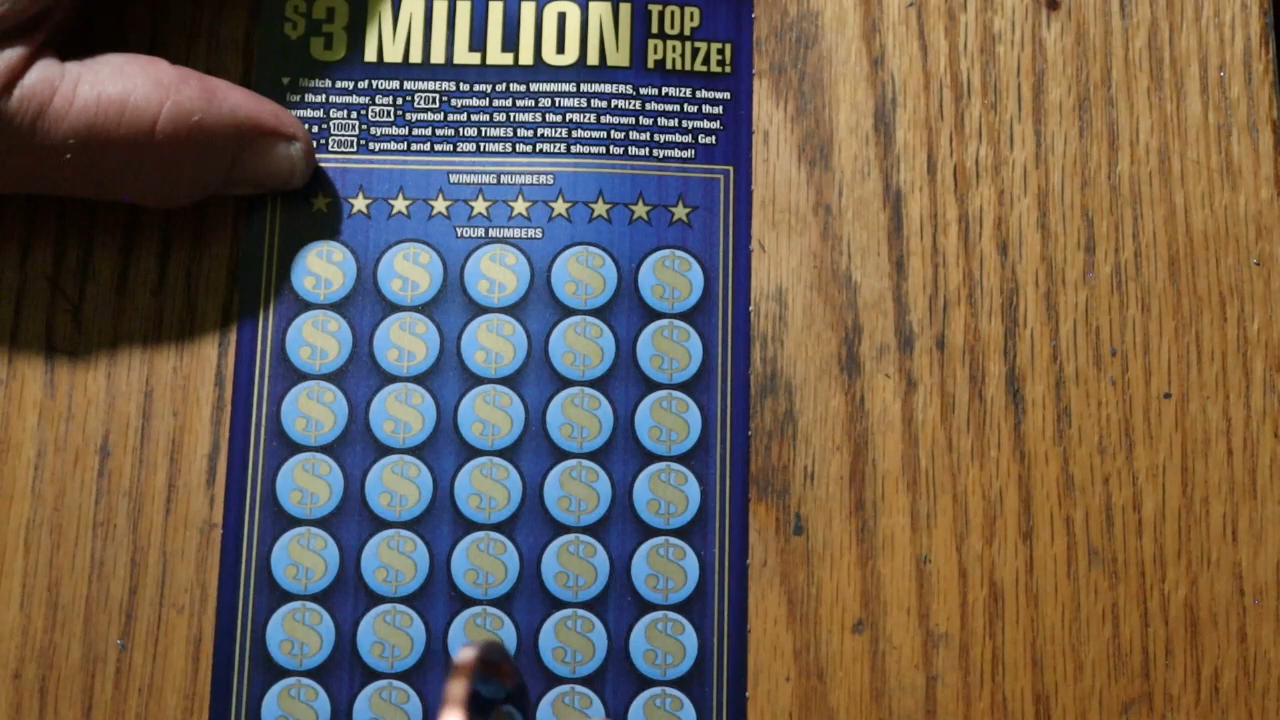 $3 MILLION TOP PRIZE!
Match any of YOUR NUMBERS to any of the WINNING NUMBERS, win PRIZE shown
for that number. Get a "20X" symbol and win 20 TIMES the PRIZE shown for that
symbol. Get a "50X" symbol and win 50 TIMES the PRIZE shown for that symbol.
a "100X" symbol and win 100 TIMES the PRIZE shown for that symbol. Get
"200X" symbol and win 200 TIMES the PRIZE shown for that symbol!
WINNING NUMBERS
YOUR NUMBERS
$ $ $ $ $
$ $ $ $ $
$ $ $ $ $
$ $ $ $ $
$ $ $ $ $
$ $ $ $ $
$ $ $ $